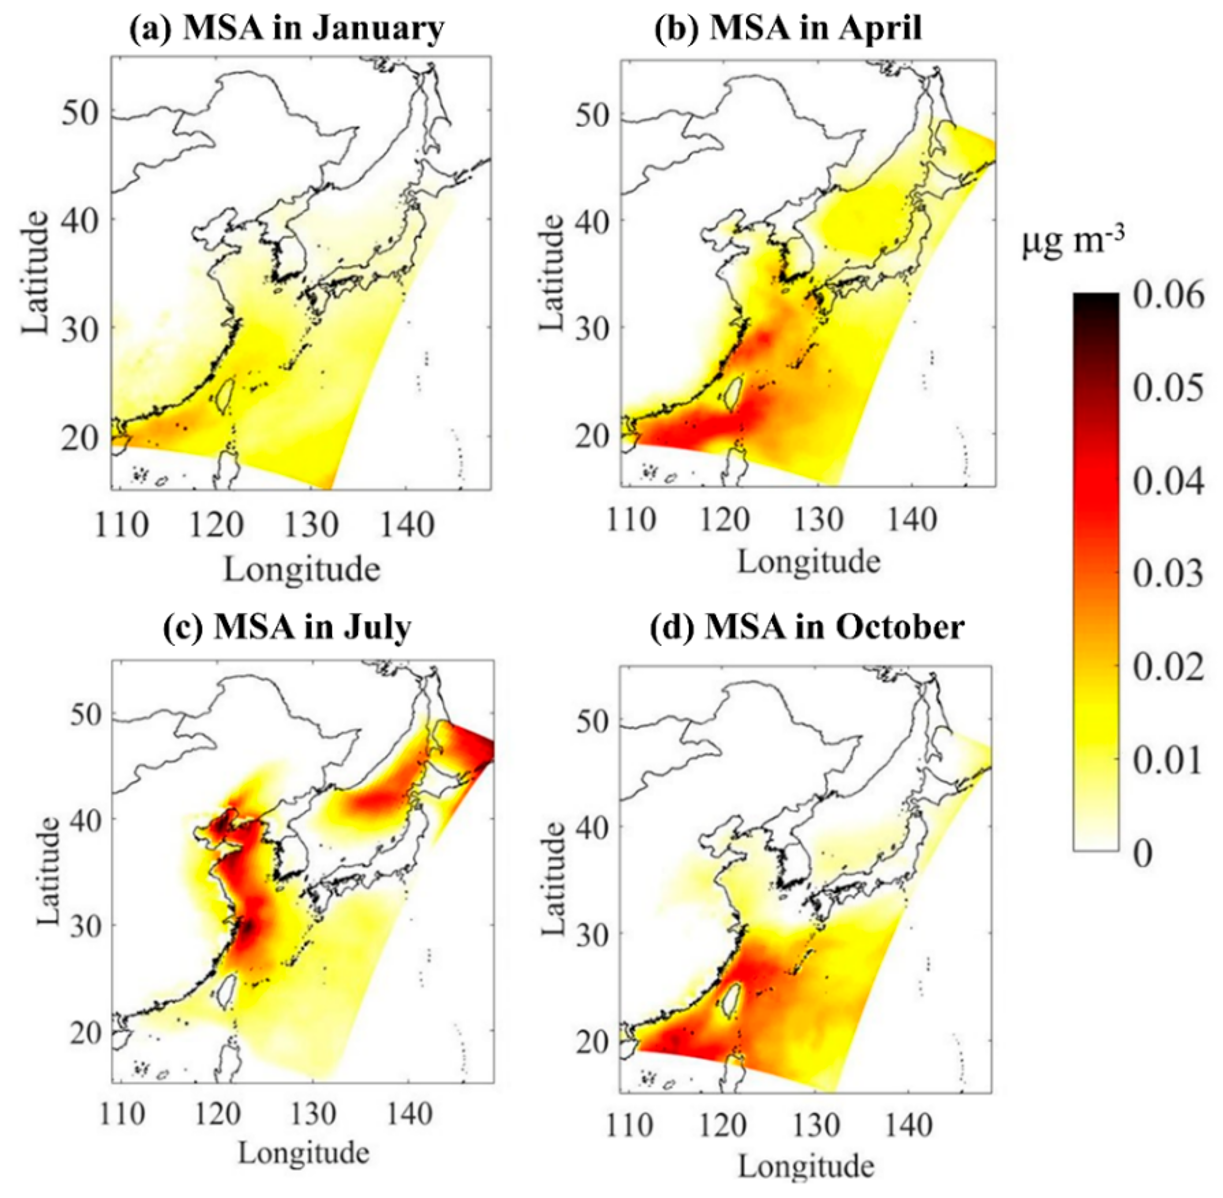 (a) MSA in January
50
40
30
20
Latitude
110 120 130 140
Longitude
(b) MSA in April
50
40
30
20
Latitude
110 120 130 140
Longitude
µg m-3
0.06
0.05
0.04
0.03
0.02
0.01
0
(c) MSA in July
50
40
30
20
Latitude
110 120 130 140
Longitude
(d) MSA in October
50
40
30
20
Latitude
110 120 130 140
Longitude